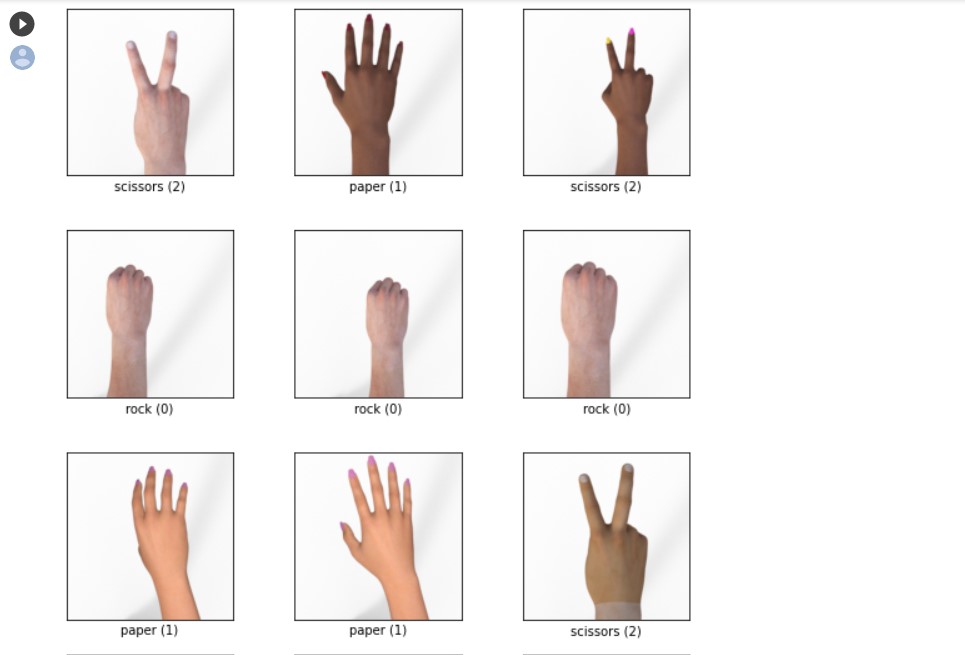 scissors (2)
paper (1)
scissors (2)
rock (0)
rock (0)
rock (0)
paper (1)
paper (1)
scissors (2)